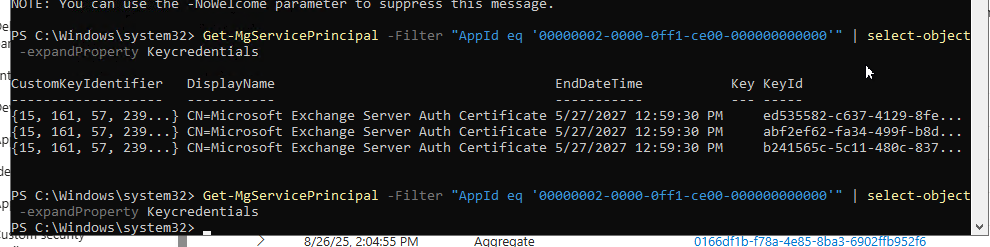 NOTE: You can use the -NoWelcome parameter to suppress this message.
PS C:\Windows\system32> Get-MgServicePrincipal -Filter "AppId eq '00000002-0000-0ff1-ce00-000000000000'" | select-object
-expandProperty Keycredentials
CustomKeyIdentifier DisplayName EndDateTime Key KeyId
------------------- ----------- ----------- --- -----
{15, 161, 57, 239...} CN=Microsoft Exchange Server Auth Certificate 5/27/2027 12:59:30 PM ed535582-c637-4129-8fe...
{15, 161, 57, 239...} CN=Microsoft Exchange Server Auth Certificate 5/27/2027 12:59:30 PM abf2ef62-fa34-499f-b8d...
{15, 161, 57, 239...} CN=Microsoft Exchange Server Auth Certificate 5/27/2027 12:59:30 PM b241565c-5c11-480c-837...
PS C:\Windows\system32> Get-MgServicePrincipal -Filter "AppId eq '00000002-0000-0ff1-ce00-000000000000'" | select-object
-expandProperty Keycredentials
PS C:\Windows\system32>
8/26/25, 2:04:55 PM Aggregate 0166df1b-f78a-4e85-8ba3-6902ffb952f6